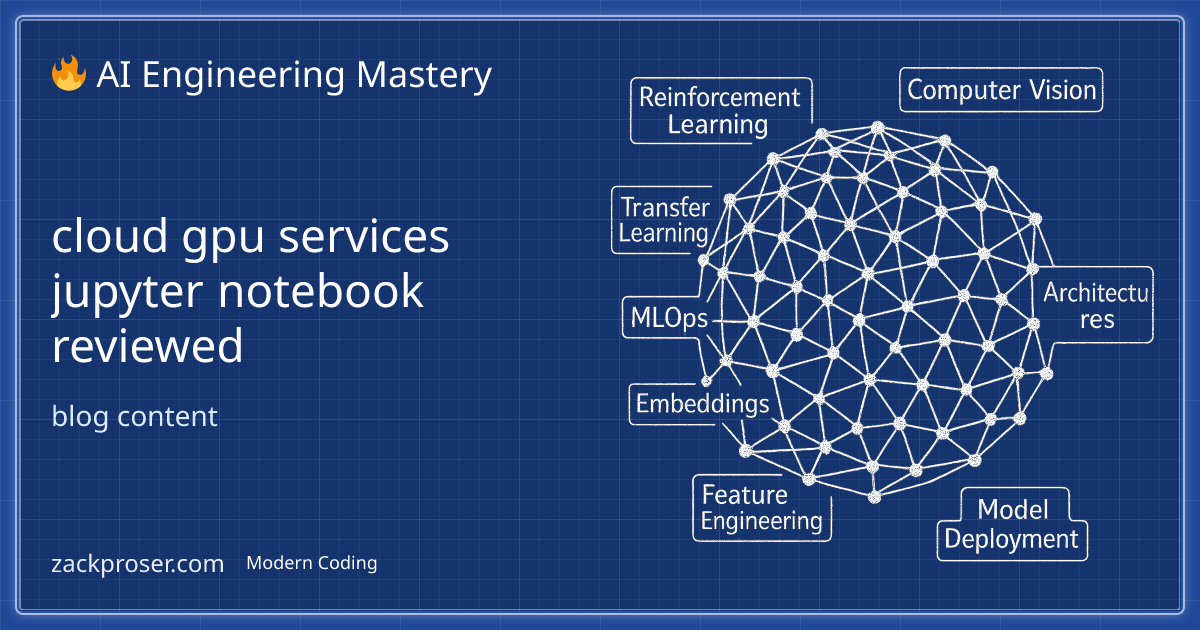 🔥 AI Engineering Mastery
cloud gpu services
jupyter notebook
reviewed
blog content
zackproser.com
Modern Coding
Reinforcement
Learning
Computer Vision
Transfer
Learning
MLOps
Architectu
res
Embeddings
Feature
Engineering
Model
Deployment